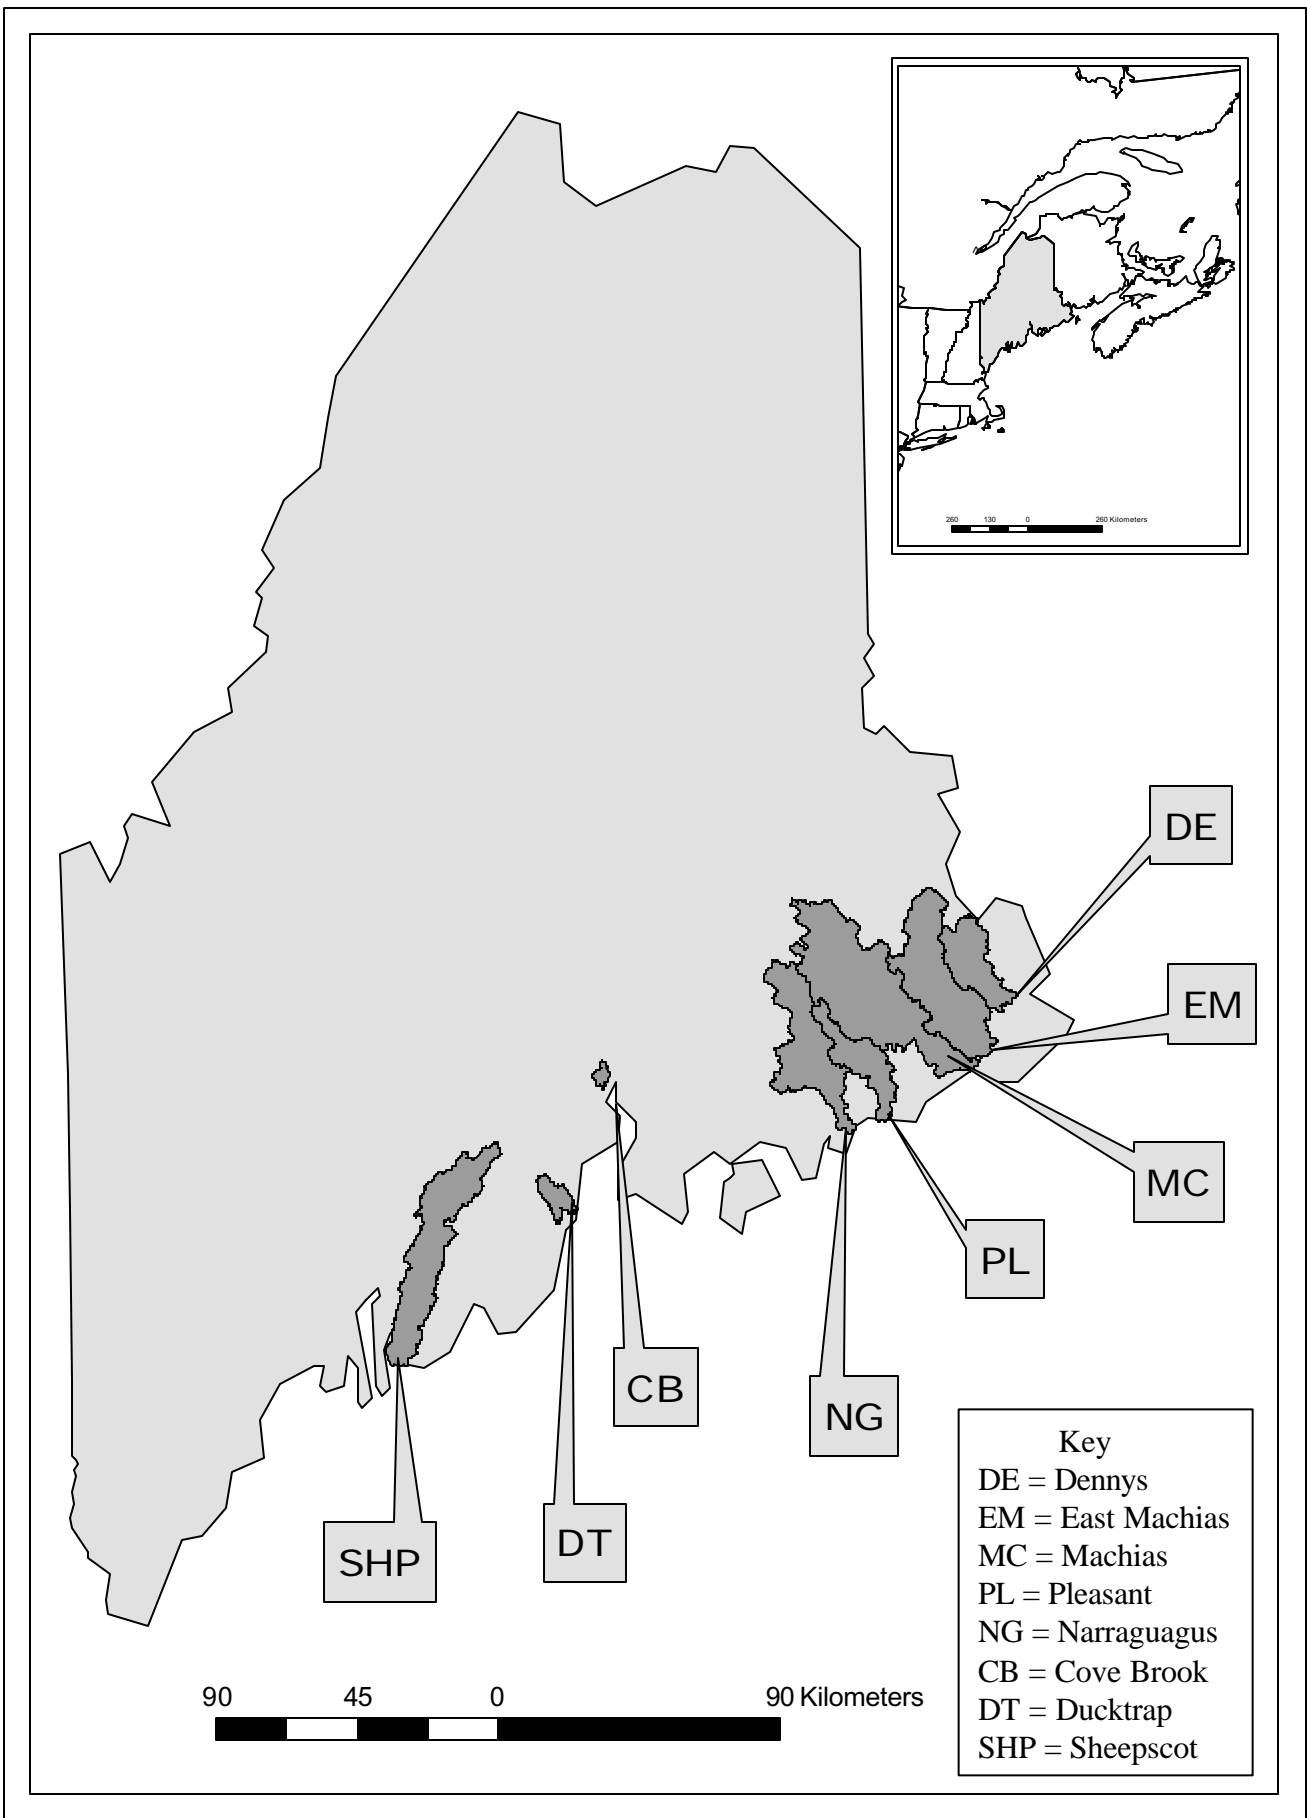 260 130 0 260 Kilometers
DE
EM
MC
PL
NG
CB
DT
SHP
Key
DE = Dennys
EM = East Machias
MC = Machias
PL = Pleasant
NG = Narraguagus
CB = Cove Brook
DT = Ducktrap
SHP = Sheepscot
90 45 0 90 Kilometers